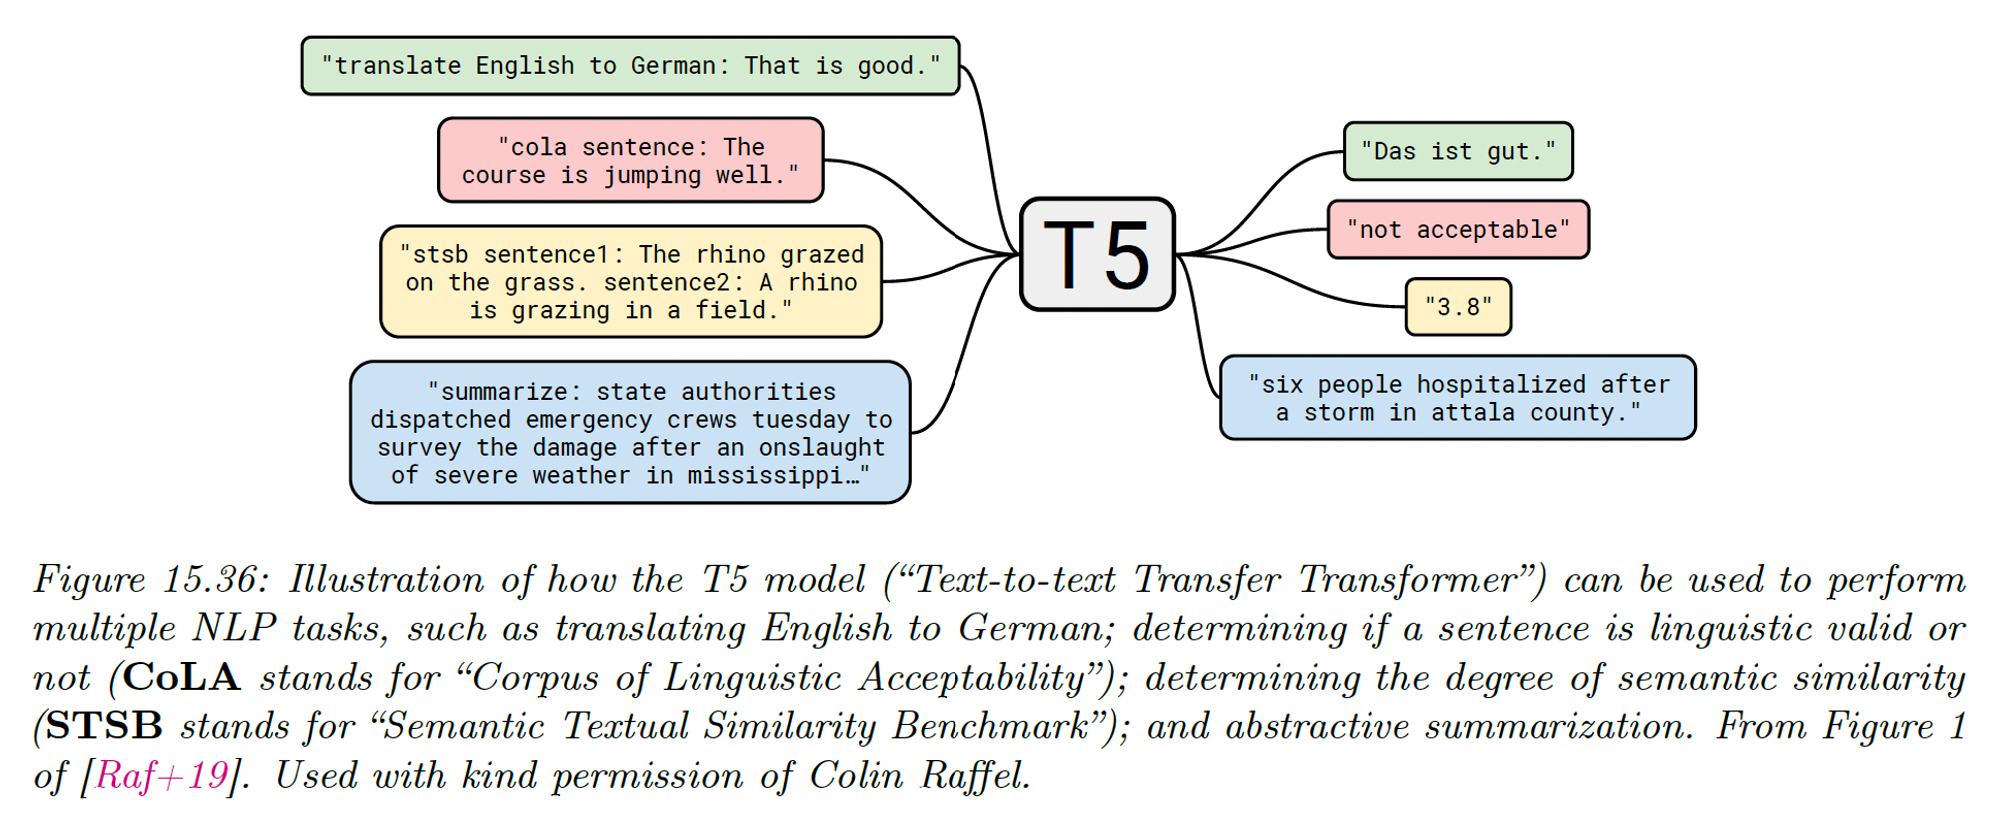 "translate English to German: That is good."
"cola sentence: The
course is jumping well."
"stsb sentence1: The rhino grazed
on the grass. sentence2: A rhino
is grazing in a field."
"summarize: state authorities
dispatched emergency crews tuesday to
survey the damage after an onslaught
of severe weather in mississippi…"
T5
"Das ist gut."
"not acceptable"
"3.8"
"six people hospitalized after
a storm in attala county."
Figure 15.36: Illustration of how the T5 model (“Text-to-text Transfer Transformer”) can be used to perform
multiple NLP tasks, such as translating English to German; determining if a sentence is linguistic valid or
not (CoLA stands for “Corpus of Linguistic Acceptability”); determining the degree of semantic similarity
(STSB stands for “Semantic Textual Similarity Benchmark”); and abstractive summarization. From Figure 1
of [Raf+19]. Used with kind permission of Colin Raffel.